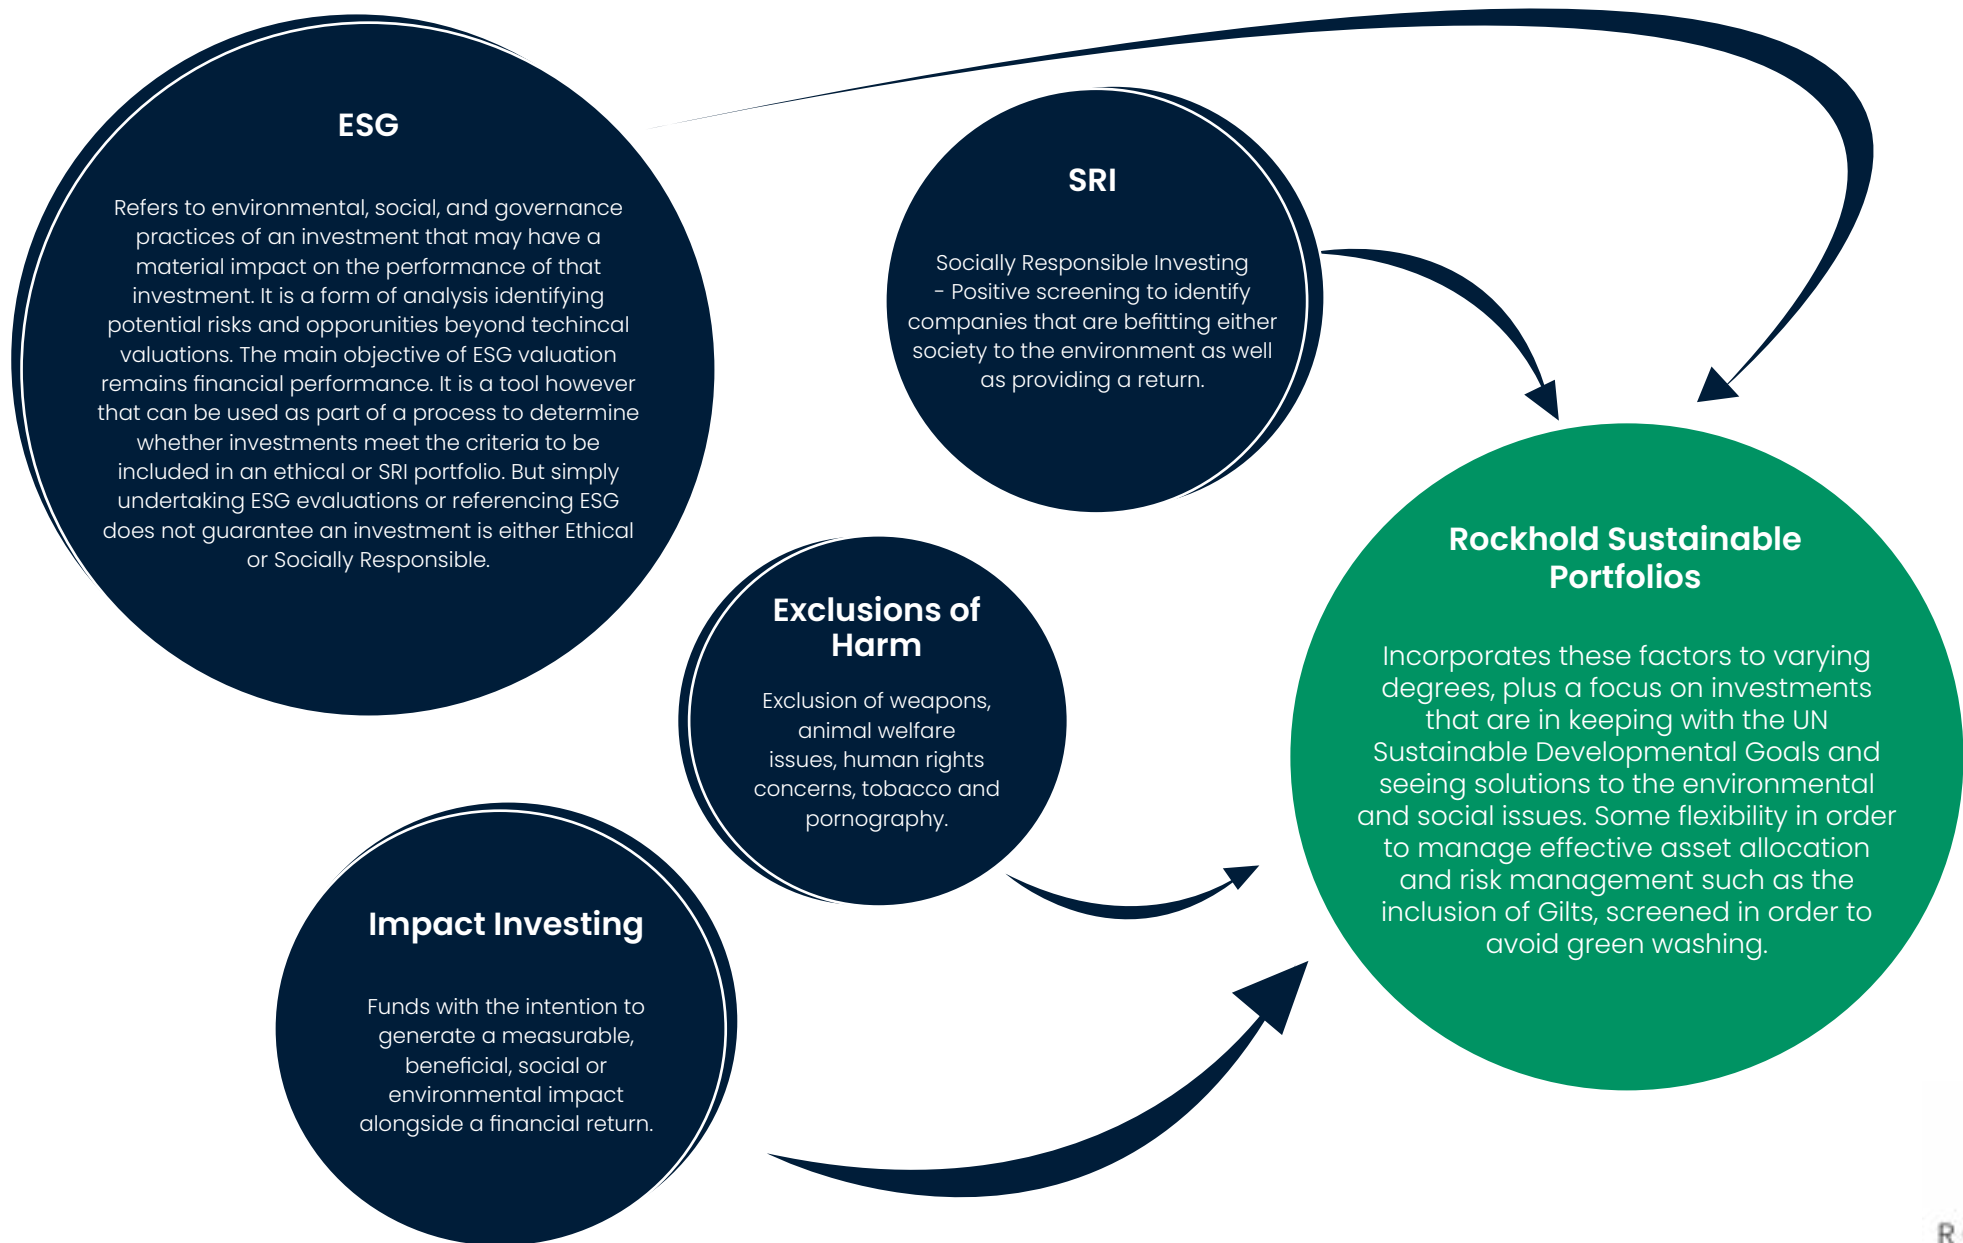 ESG
Refers to environmental, social, and governance
practices of an investment that may have a
material impact on the performance of that
investment. It is a form of analysis identifying
potential risks and opporunities beyond techincal
valuations. The main objective of ESG valuation
remains financial performance. It is a tool however
that can be used as part of a process to determine
whether investments meet the criteria to be
included in an ethical or SRI portfolio. But simply
undertaking ESG evaluations or referencing ESG
does not guarantee an investment is either Ethical
or Socially Responsible.
SRI
Socially Responsible Investing
- Positive screening to identify
companies that are befitting either
society to the environment as well
as providing a return.
Exclusions of
Harm
Exclusion of weapons,
animal welfare
issues, human rights
concerns, tobacco and
pornography.
Impact Investing
Funds with the intention to
generate a measurable,
beneficial, social or
environmental impact
alongside a financial return.
Rockhold Sustainable
Portfolios
Incorporates these factors to varying
degrees, plus a focus on investments
that are in keeping with the UN
Sustainable Developmental Goals and
seeing solutions to the environmental
and social issues. Some flexibility in order
to manage effective asset allocation
and risk management such as the
inclusion of Gilts, screened in order to
avoid green washing.